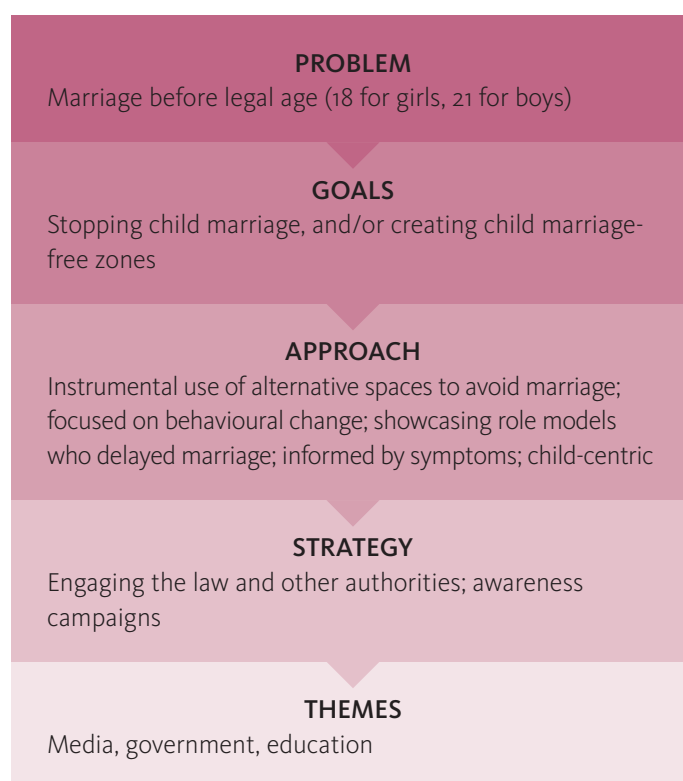 PROBLEM
Marriage before legal age (18 for girls, 21 for boys)
GOALS
Stopping child marriage, and/or creating child marriage-
free zones
APPROACH
Instrumental use of alternative spaces to avoid marriage;
focused on behavioural change; showcasing role models
who delayed marriage; informed by symptoms; child-centric
STRATEGY
Engaging the law and other authorities; awareness
campaigns
THEMES
Media, government, education